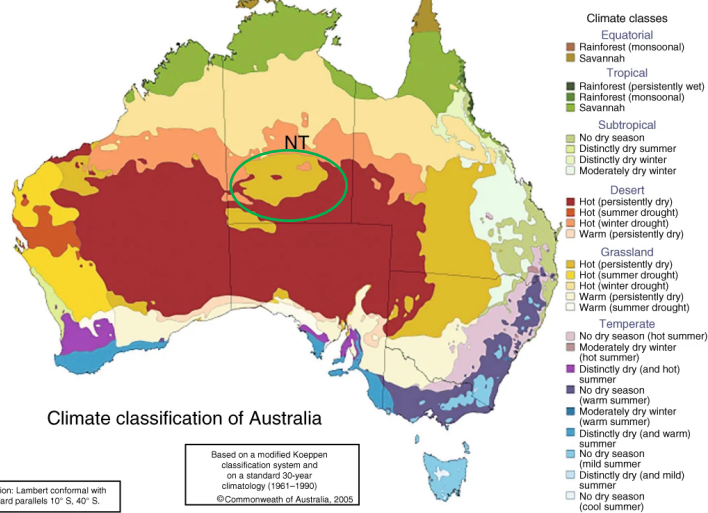 Climate classes
Equatorial
Rainforest (monsoonal)
Savannah
Tropical
Rainforest (persistently wet)
Rainforest (monsoonal)
Savannah
Subtropical
No dry season
Distinctly dry summer
Distinctly dry winter
Moderately dry winter
Desert
Hot (persistently dry)
Hot (summer drought)
Hot (winter drought)
Warm (persistently dry)
Grassland
Hot (persistently dry)
Hot (summer drought)
Hot (winter drought)
Warm (persistently dry)
Warm (summer drought)
Temperate
No dry season (hot summer)
Moderately dry winter
(hot summer)
Distinctly dry (and hot)
summer
No dry season
(warm summer)
Moderately dry winter
(warm summer)
Distinctly dry (and warm)
summer
No dry season
(mild summer
Distinctly dry (and mild)
summer
No dry season
(cool summer)
NT
Climate classification of Australia
Based on a modified Koeppen
classification system and
on a standard 30-year
climatology (1961–1990)
©Commonweath of Australia, 2005
ion: Lambert conformal with
ard parallels 10° S, 40° S.